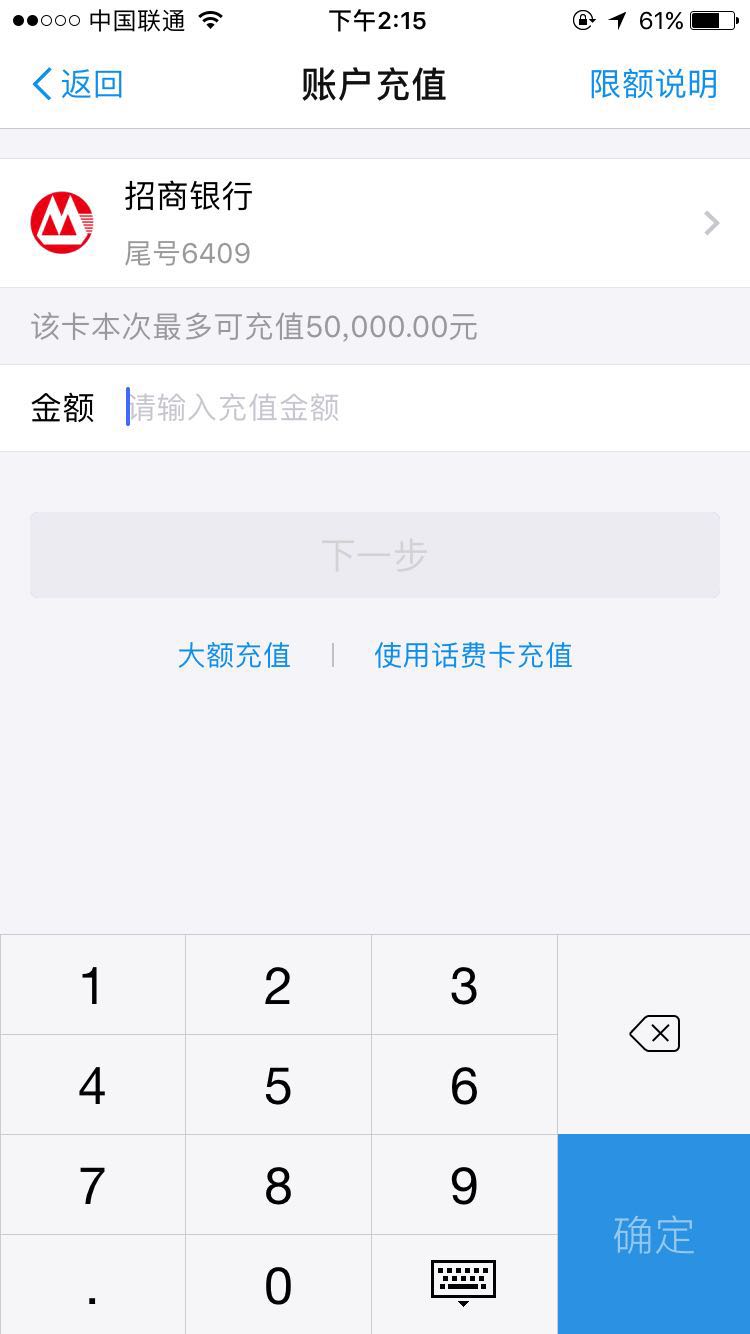 中国联通 下午2:15 61%
返回 账户充值 限额说明
招商银行
尾号6409
该卡本次最多可充值50,000.00元
金额 请输入充值金额
下一步
大额充值 | 使用话费卡充值
1 2 3
4 5 6
7 8 9
. 0
确定